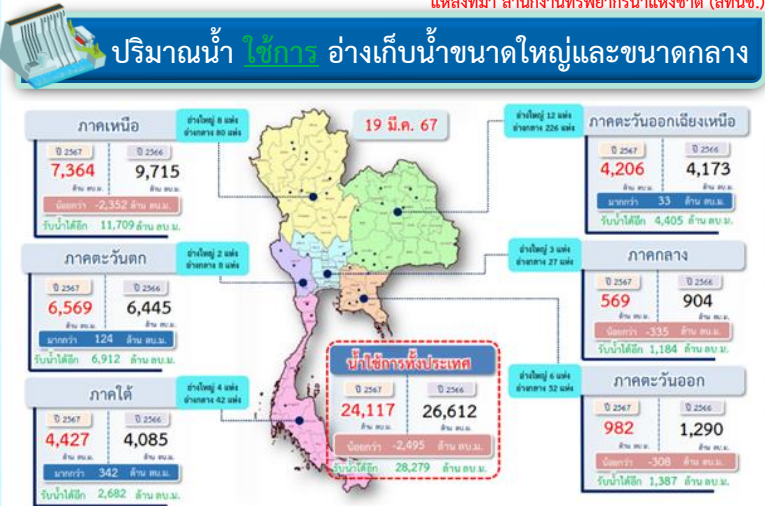 แหล่งที่มา สำนักงานทรัพยากรน้ำแห่งชาติ (สทนช.)
ปริมาณน้ำ ใช้การ อ่างเก็บน้ำขนาดใหญ่และขนาดกลาง
19 มี.ค. 67
ภาคเหนือ
อ่างใหญ่ 8 แห่ง
อ่างกลาง 80 แห่ง
ปี 2567 ปี 2566
7,364 9,715
ล้าน ลบ.ม. ล้าน ลบ.ม.
น้อยกว่า -2,352 ล้าน ลบ.ม.
รับน้ำได้อีก 11,709 ล้าน ลบ.ม.
อ่างใหญ่ 12 แห่ง
อ่างกลาง 226 แห่ง
ภาคตะวันออกเฉียงเหนือ
ปี 2567 ปี 2566
4,206 4,173
ล้าน ลบ.ม. ล้าน ลบ.ม.
มากกว่า 33 ล้าน ลบ.ม.
รับน้ำได้อีก 4,405 ล้าน ลบ.ม.
ภาคตะวันตก
อ่างใหญ่ 2 แห่ง
อ่างกลาง 8 แห่ง
ปี 2567 ปี 2566
6,569 6,445
ล้าน ลบ.ม. ล้าน ลบ.ม.
มากกว่า 124 ล้าน ลบ.ม.
รับน้ำได้อีก 6,912 ล้าน ลบ.ม.
อ่างใหญ่ 3 แห่ง
อ่างกลาง 27 แห่ง
ภาคกลาง
ปี 2567 ปี 2566
569 904
ล้าน ลบ.ม. ล้าน ลบ.ม.
น้อยกว่า -335 ล้าน ลบ.ม.
รับน้ำได้อีก 1,184 ล้าน ลบ.ม.
ภาคใต้
อ่างใหญ่ 4 แห่ง
อ่างกลาง 42 แห่ง
ปี 2567 ปี 2566
4,427 4,085
ล้าน ลบ.ม. ล้าน ลบ.ม.
มากกว่า 342 ล้าน ลบ.ม.
รับน้ำได้อีก 2,682 ล้าน ลบ.ม.
น้ำใช้การทั้งประเทศ
ปี 2567 ปี 2566
24,117 26,612
ล้าน ลบ.ม. ล้าน ลบ.ม.
น้อยกว่า -2,495 ล้าน ลบ.ม.
รับน้ำได้อีก 28,279 ล้าน ลบ.ม.
อ่างใหญ่ 6 แห่ง
อ่างกลาง 52 แห่ง
ภาคตะวันออก
ปี 2567 ปี 2566
982 1,290
ล้าน ลบ.ม. ล้าน ลบ.ม.
น้อยกว่า -308 ล้าน ลบ.ม.
รับน้ำได้อีก 1,387 ล้าน ลบ.ม.